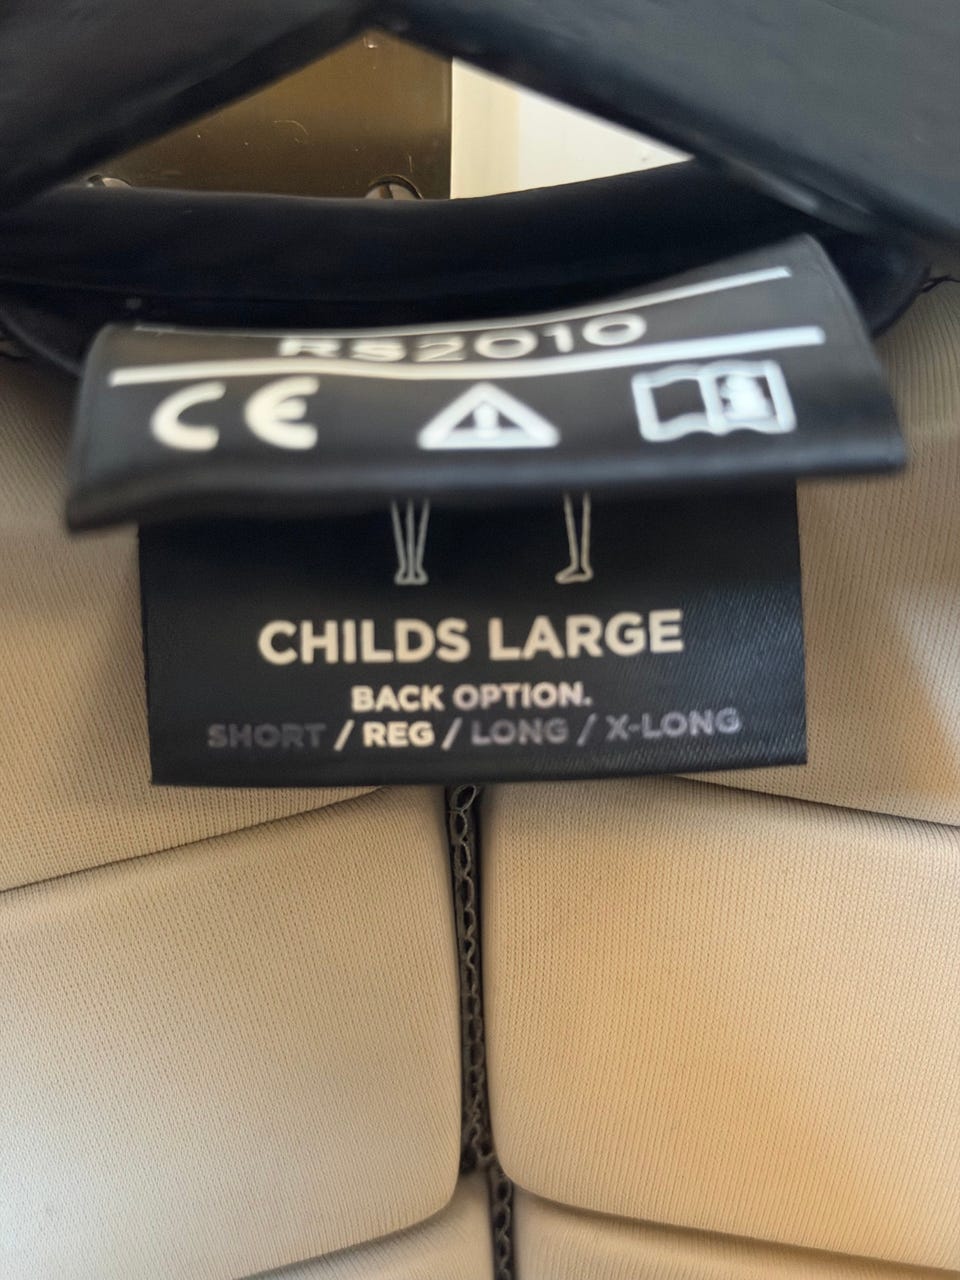 RS2010
CE
CHILDS LARGE
BACK OPTION.
SHORT / REG / LONG / X-LONG